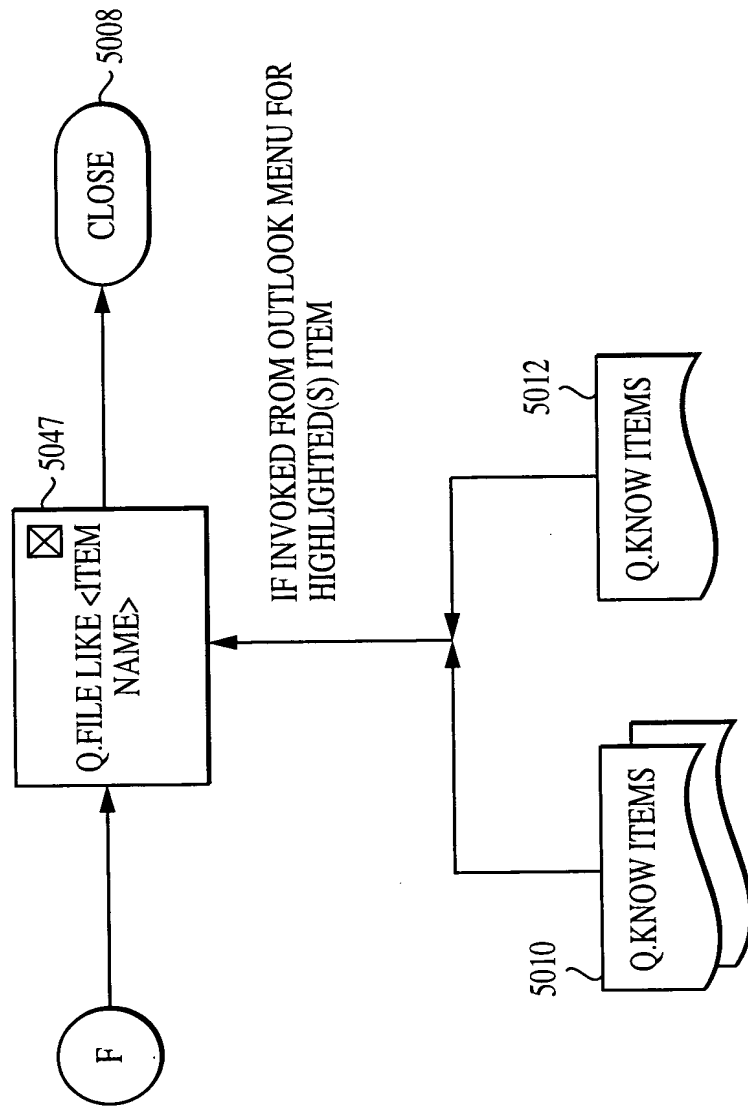 F
Q.FILE LIKE <ITEM
NAME>
5047
CLOSE
5008
IF INVOKED FROM OUTLOOK MENU FOR
HIGHLIGHTED(S) ITEM
5010
Q.KNOW ITEMS
5012
Q.KNOW ITEMS